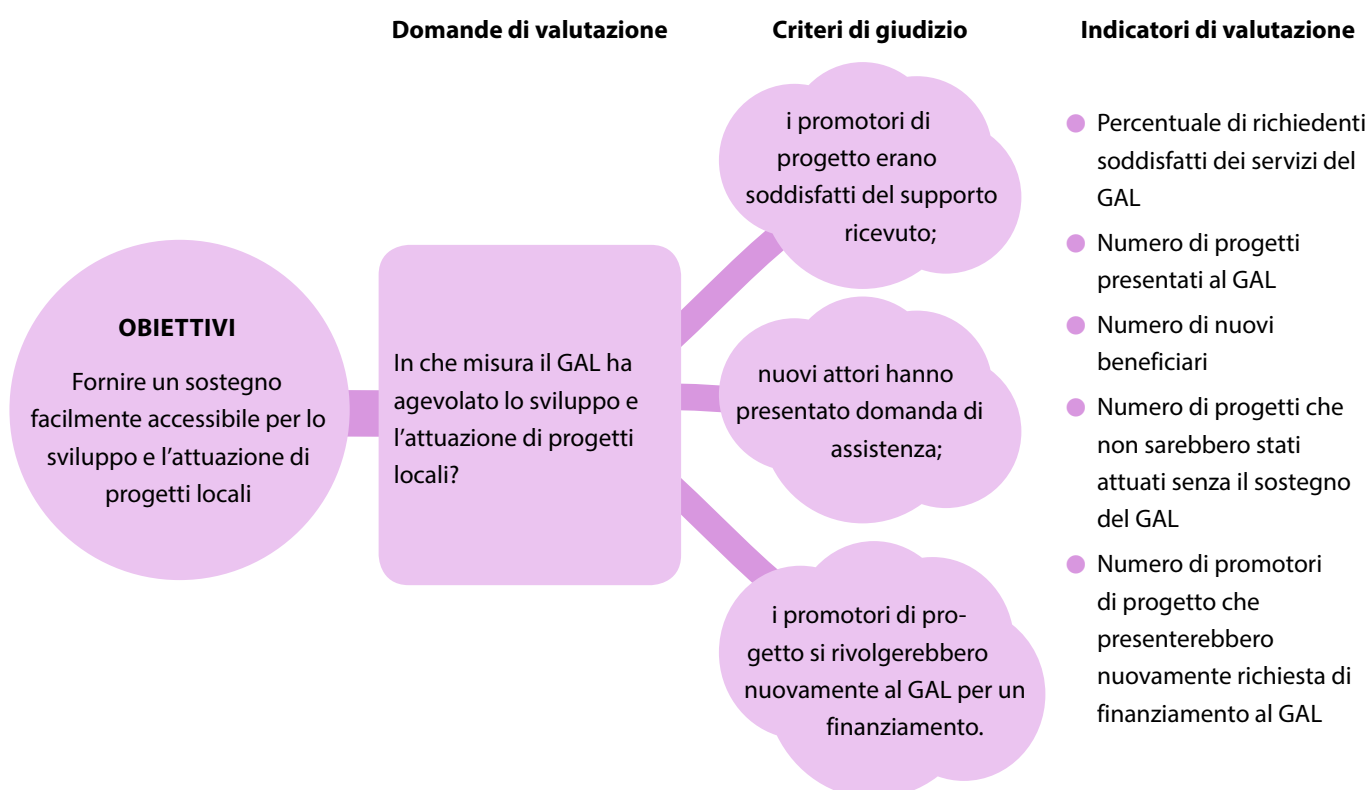 Domande di valutazione
Criteri di giudizio
Indicatori di valutazione
OBIETTIVI
Fornire un sostegno
facilmente accessibile per lo
sviluppo e l'attuazione di
progetti locali
In che misura il GAL ha
agevolato lo sviluppo e
l'attuazione di progetti
locali?
i promotori di
progetto erano
soddisfatti del supporto
ricevuto;
nuovi attori hanno
presentato domanda di
assistenza;
i promotori di pro-
getto si rivolgerebbero
nuovamente al GAL per un
finanziamento.
Percentuale di richiedenti
soddisfatti dei servizi del
GAL
Numero di progetti
presentati al GAL
Numero di nuovi
beneficiari
Numero di progetti che
non sarebbero stati
attuati senza il sostegno
del GAL
Numero di promotori
di progetto che
presenterebbero
nuovamente richiesta di
finanziamento al GAL